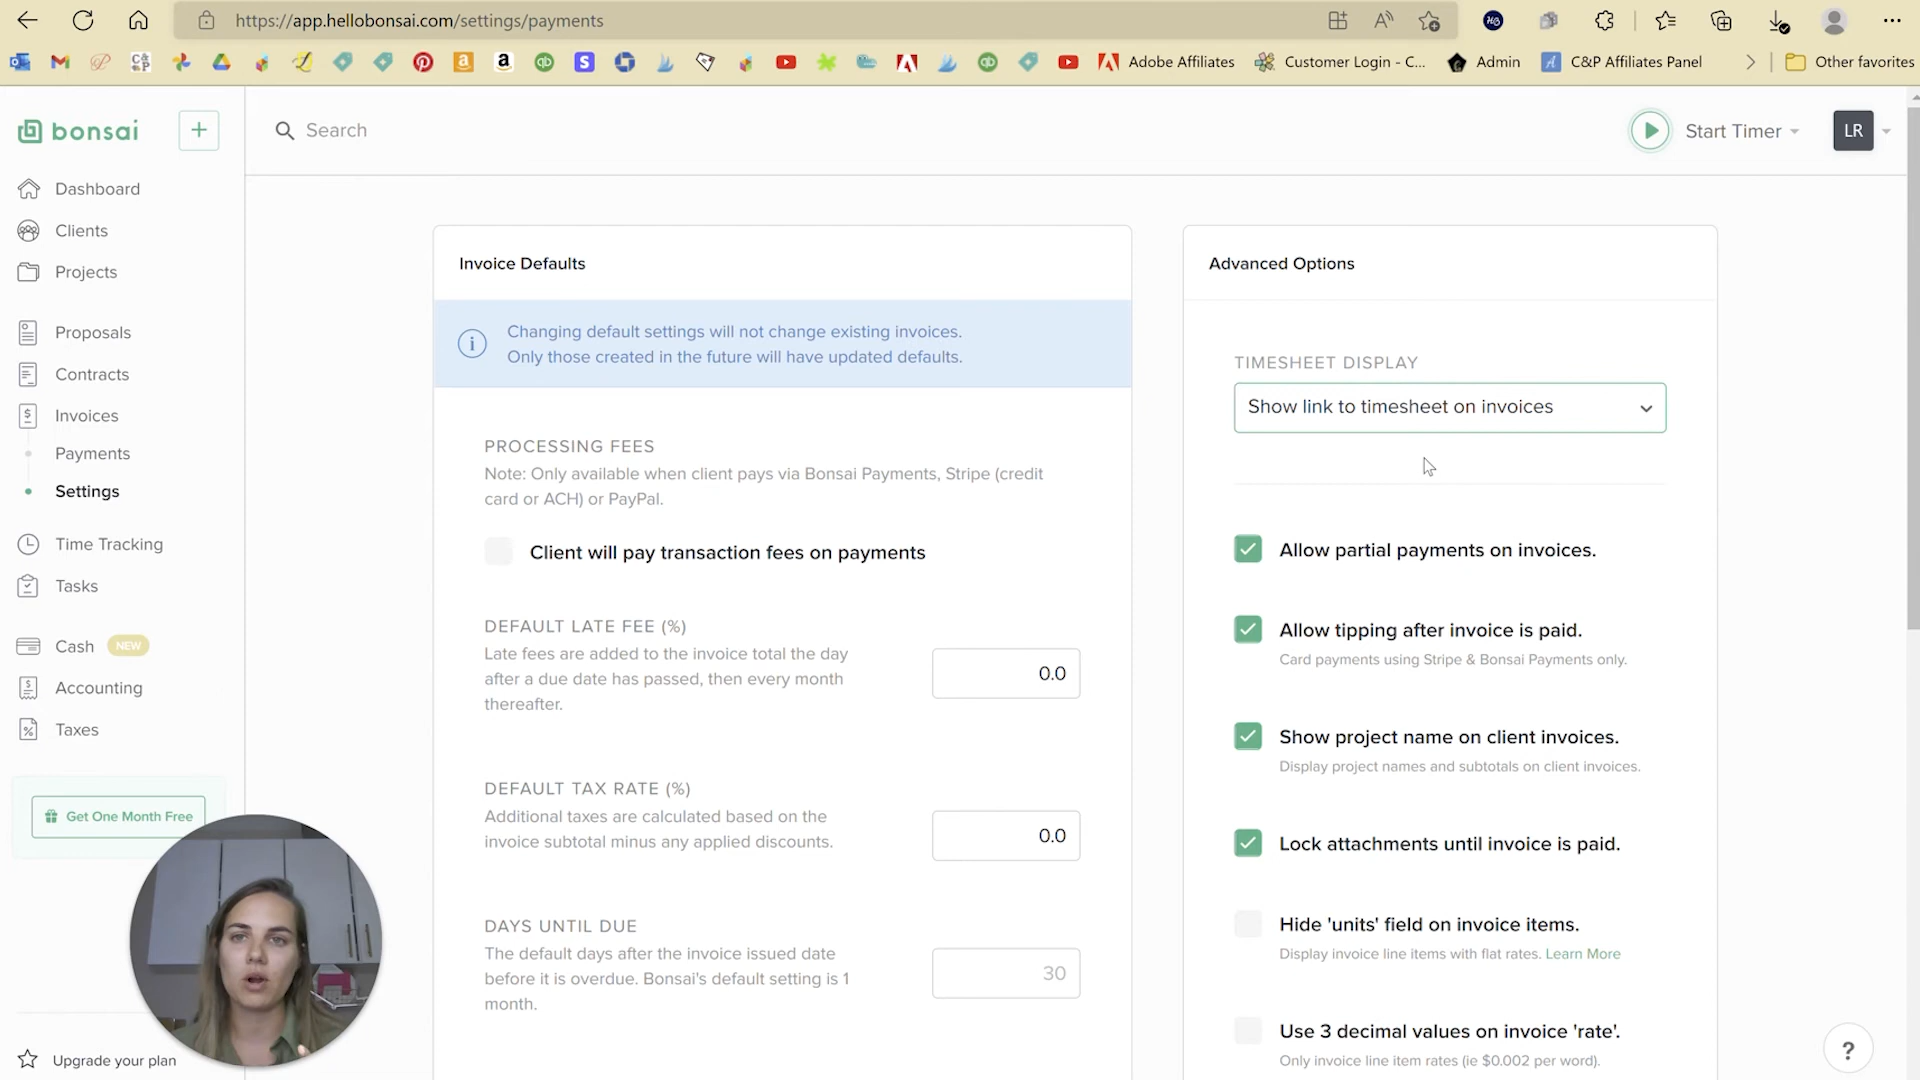 https://app.hellobonsai.com/settings/payments
Adobe Affiliates
Customer Login - C...
Admin
C&P Affiliates Panel
Other favorites
bonsai
+
Search
Start Timer
LR
Dashboard
Clients
Projects
Proposals
Contracts
Invoices
Payments
Settings
Time Tracking
Tasks
Cash NEW
Accounting
Taxes
Get One Month Free
Upgrade your plan
Invoice Defaults
Changing default settings will not change existing invoices.
Only those created in the future will have updated defaults.
PROCESSING FEES
Note: Only available when client pays via Bonsai Payments, Stripe (credit
card or ACH) or PayPal.
Client will pay transaction fees on payments
DEFAULT LATE FEE (%)
Late fees are added to the invoice total the day
after a due date has passed, then every month
thereafter.
0.0
DEFAULT TAX RATE (%)
Additional taxes are calculated based on the
invoice subtotal minus any applied discounts.
0.0
DAYS UNTIL DUE
The default days after the invoice issued date
before it is overdue. Bonsai's default setting is 1
month.
30
Advanced Options
TIMESHEET DISPLAY
Show link to timesheet on invoices
Allow partial payments on invoices.
Allow tipping after invoice is paid.
Card payments using Stripe & Bonsai Payments only.
Show project name on client invoices.
Display project names and subtotals on client invoices.
Lock attachments until invoice is paid.
Hide 'units' field on invoice items.
Display invoice line items with flat rates. Learn More
Use 3 decimal values on invoice 'rate'.
Only invoice line item rates (ie $0.002 per word).
?